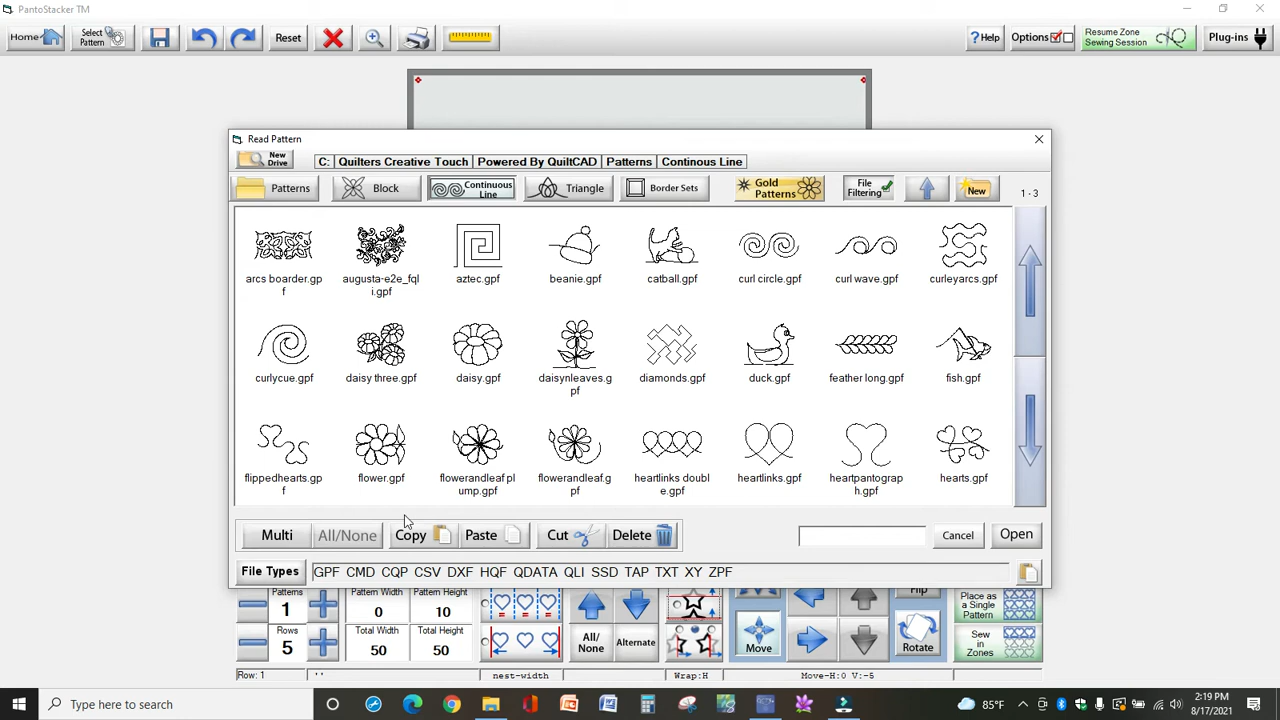 PantoStacker TM
Home
Select
Pattern
Reset
Help
Options
Resume Zone
Sewing Session
Plug-ins
Read Pattern
New
Drive
C: Quilters Creative Touch Powered By QuiltCAD Patterns Continous Line
Patterns
Block
Continuous
Line
Triangle
Border Sets
Gold
Patterns
File
Filtering
New
1 - 3
arcs boarder.gp
f
augusta-e2e_fql
i.gpf
aztec.gpf
beanie.gpf
catball.gpf
curl circle.gpf
curl wave.gpf
curleyarcs.gpf
curlycue.gpf
daisy three.gpf
daisy.gpf
daisynleaves.g
pf
diamonds.gpf
duck.gpf
feather long.gpf
fish.gpf
flippedhearts.gp
f
flower.gpf
flowerandleaf pl
ump.gpf
flowerandleaf.g
pf
heartlinks doubl
e.gpf
heartlinks.gpf
heartpantograp
h.gpf
hearts.gpf
Multi
All/None
Copy
Paste
Cut
Delete
Cancel
Open
File Types
GPF CMD CQP CSV DXF HQF QDATA QLI SSD TAP TXT XY ZPF
Patterns
1
Pattern Width
0
Pattern Height
10
Flip
Place as
a Single
Pattern
Rows
5
Total Width
50
Total Height
50
All/
None
Alternate
Move
Rotate
Sew
in
Zones
Row: 1
''
nest-width
Wrap:H
Move-H:0 V:-5
Type here to search
85°F
2:19 PM
8/17/2021